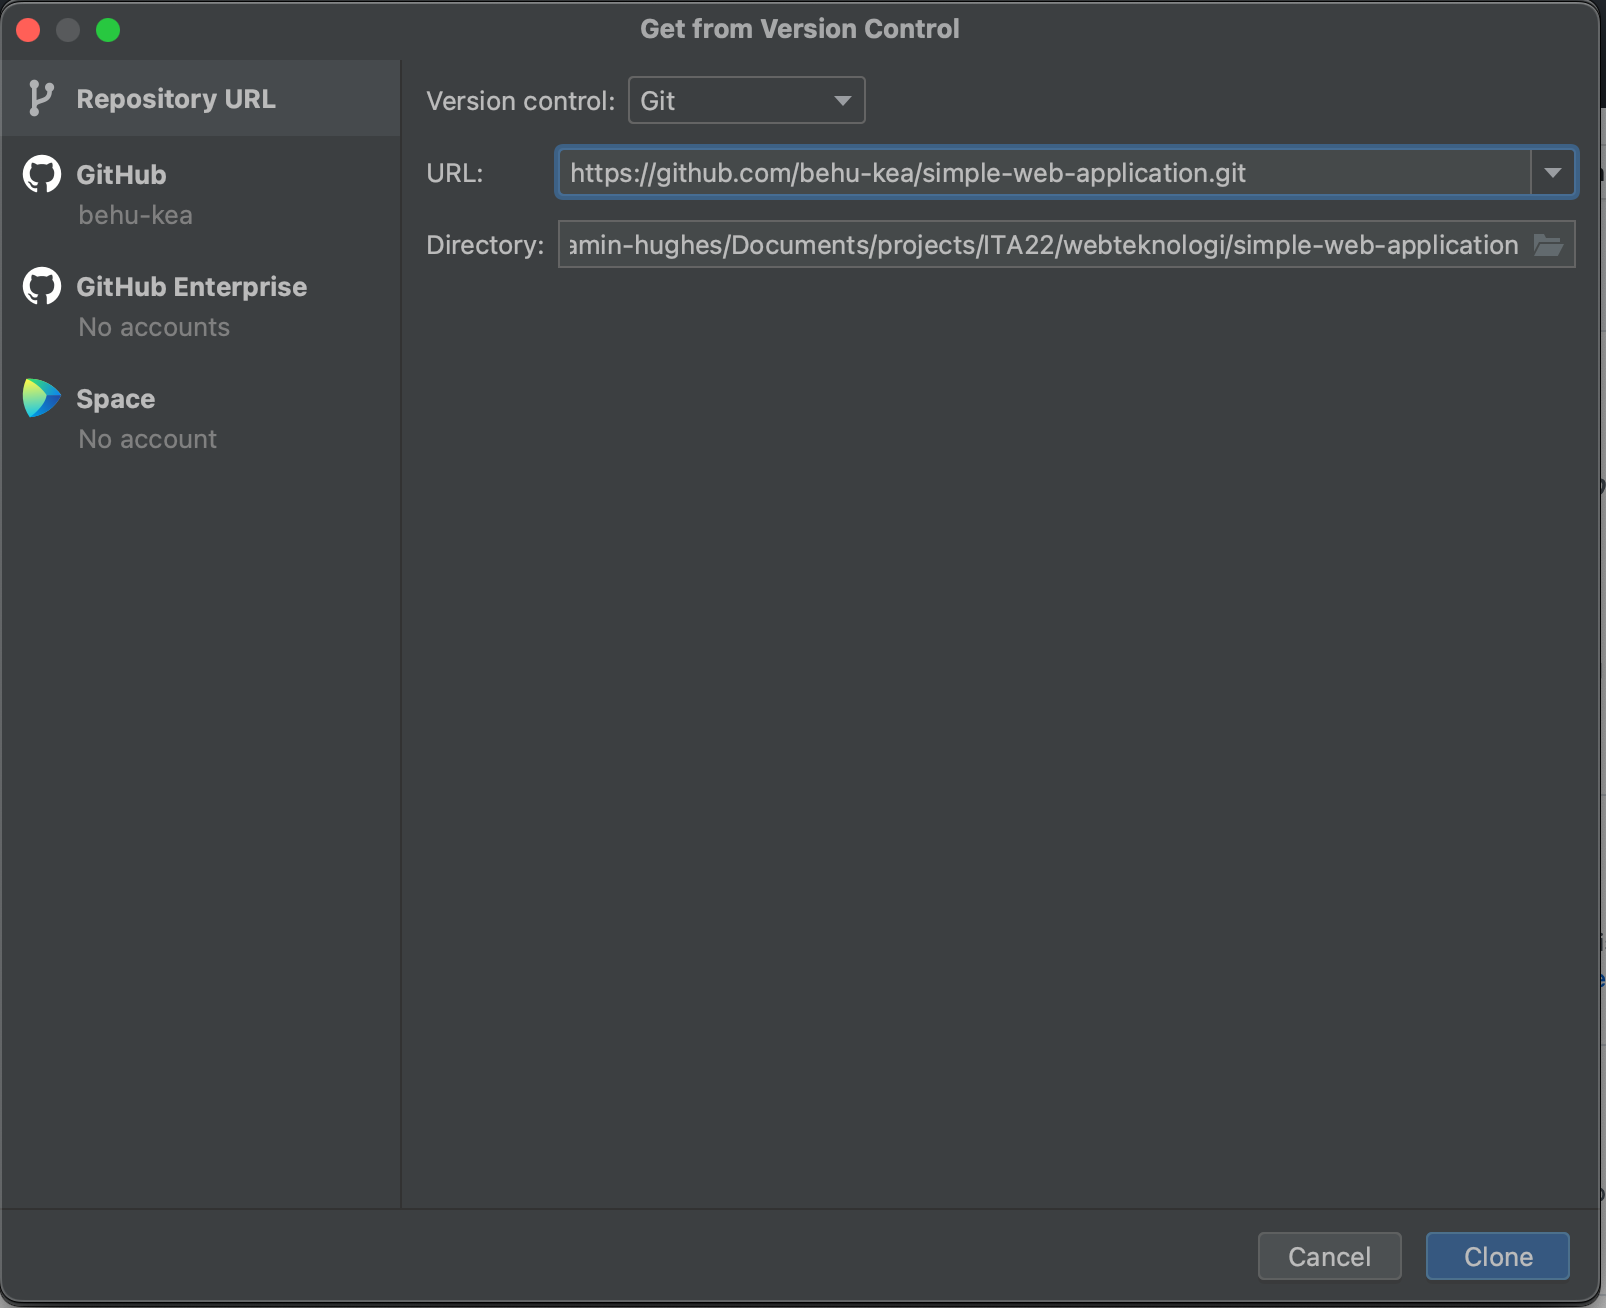 Get from Version Control
Repository URL
GitHub
behu-kea
GitHub Enterprise
No accounts
Space
No account
Version control: Git
URL: https://github.com/behu-kea/simple-web-application.git
Directory: amin-hughes/Documents/projects/ITA22/webteknologi/simple-web-application
Cancel Clone